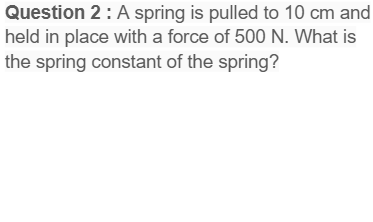 Question 2 : A spring is pulled to 10 cm and
held in place with a force of 500 N. What is
the spring constant of the spring?